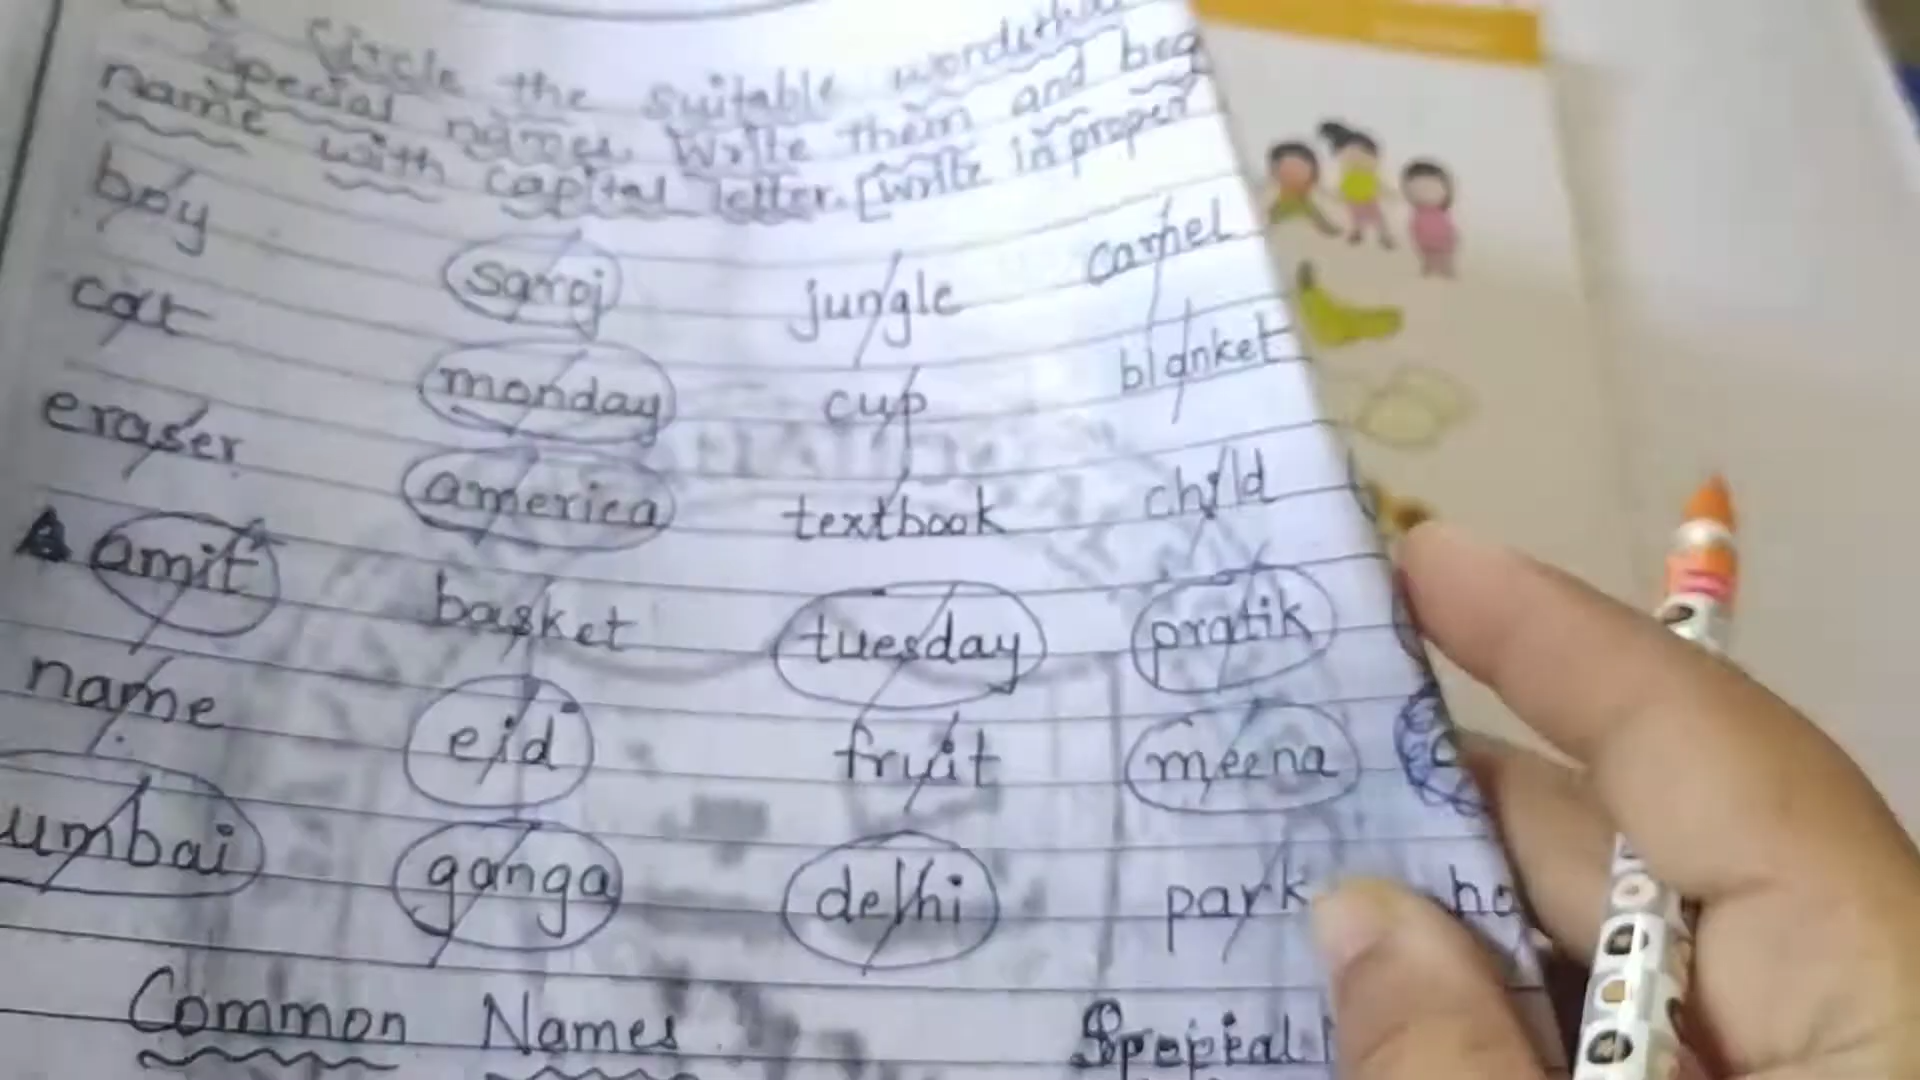 Circle the suitable words
special names. Write them and beg
name with capital letter. [write in proper
boy saroj jungle camel
cat monday cup blanket
eraser america textbook child
amit basket tuesday pratik
name eid fruit meena
umbai ganga delhi park ho
Common Names Special